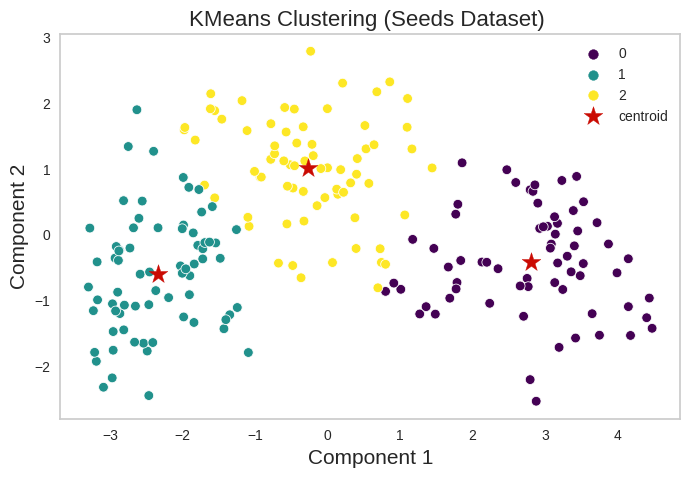 KMeans Clustering (Seeds Dataset)
3
2
1
0
−1
−2
Component 2
0
1
2
centroid
−3 −2 −1 0 1 2 3 4
Component 1